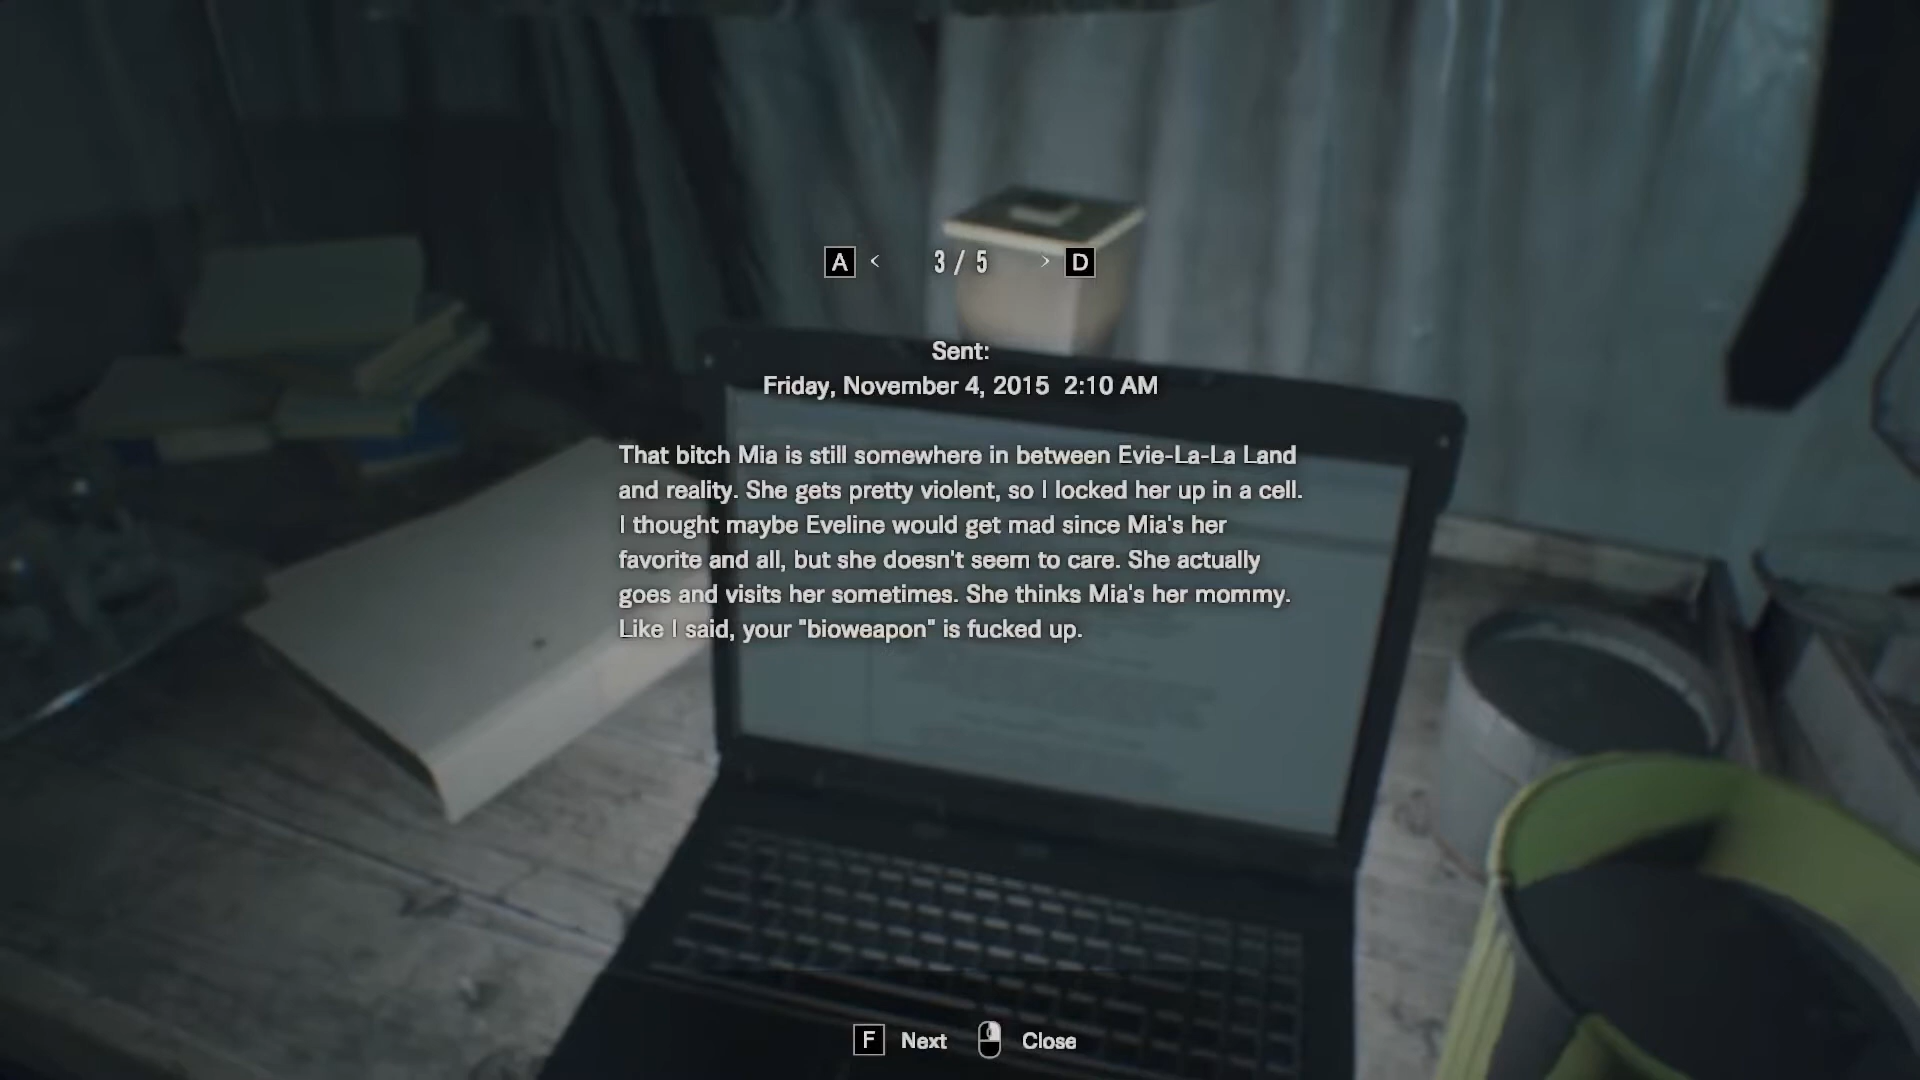 A < 3 / 5 > D
Sent:
Friday, November 4, 2015 2:10 AM
That bitch Mia is still somewhere in between Evie-La-La Land
and reality. She gets pretty violent, so I locked her up in a cell.
I thought maybe Eveline would get mad since Mia's her
favorite and all, but she doesn't seem to care. She actually
goes and visits her sometimes. She thinks Mia's her mommy.
Like I said, your "bioweapon" is fucked up.
F Next Close